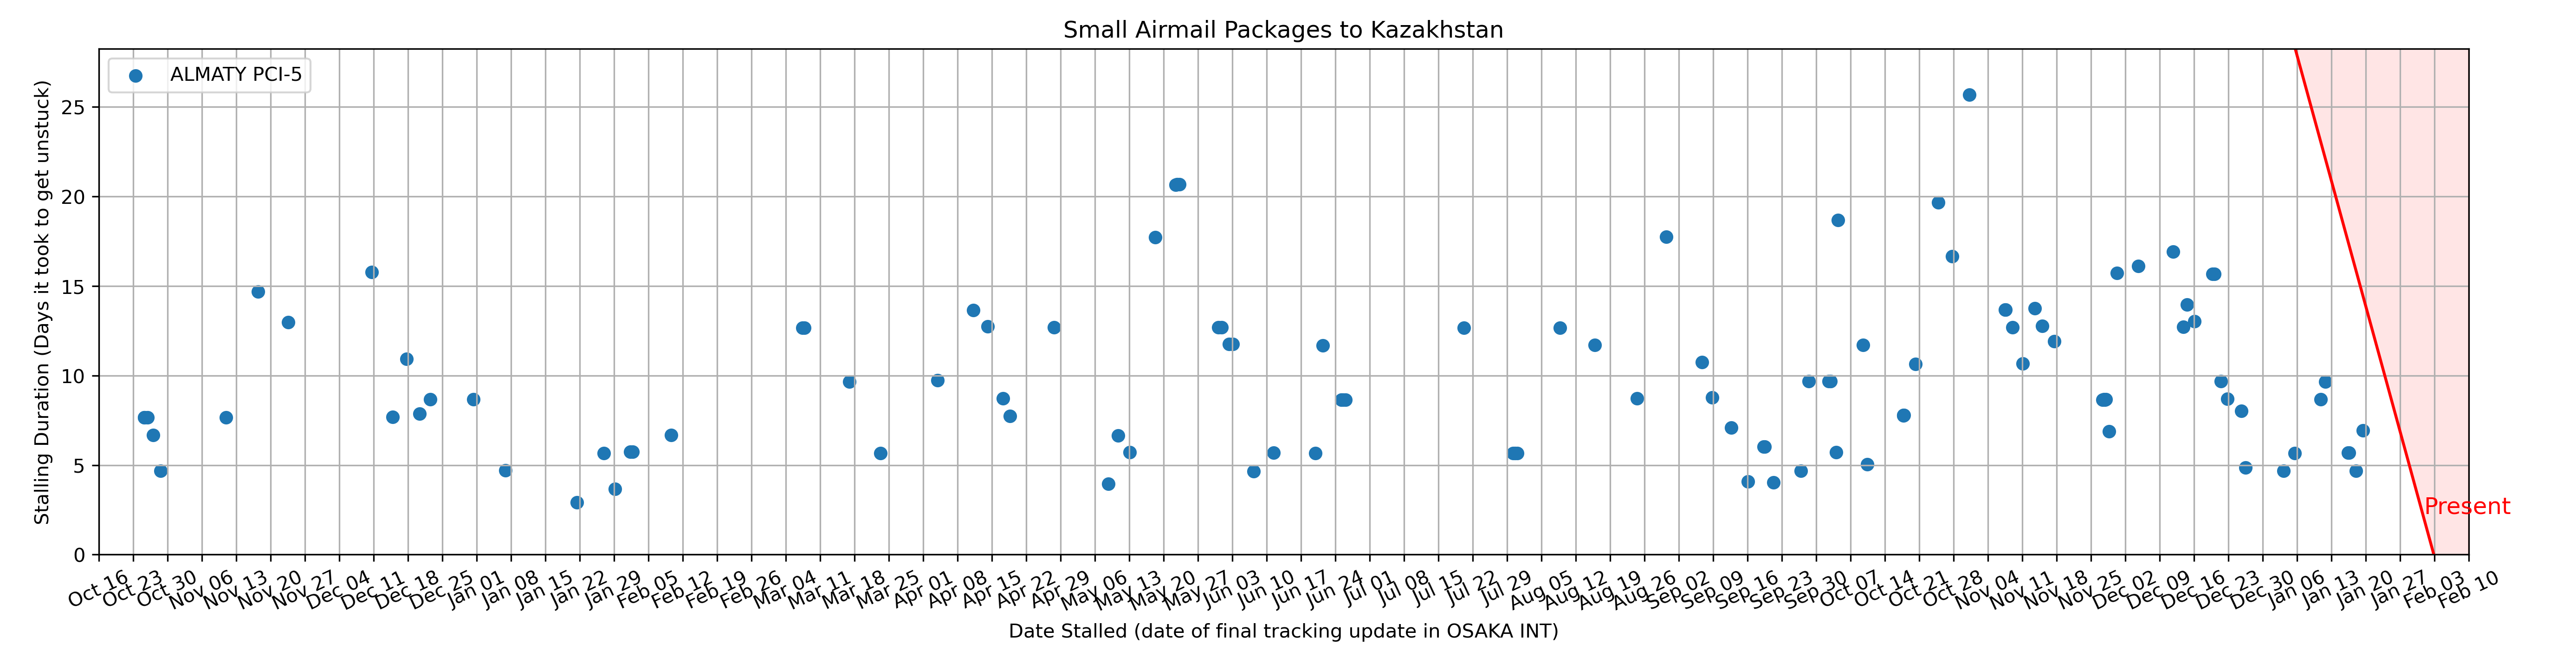 Small Airmail Packages to Kazakhstan
ALMATY PCI-5
Stalling Duration (Days it took to get unstuck)
25
20
15
10
5
0
Present
Oct 16 Oct 23 Oct 30 Nov 06 Nov 13 Nov 20 Nov 27 Dec 04 Dec 11 Dec 18 Dec 25 Jan 01 Jan 08 Jan 15 Jan 22 Jan 29 Feb 05 Feb 12 Feb 19 Feb 26 Mar 04 Mar 11 Mar 18 Mar 25 Apr 01 Apr 08 Apr 15 Apr 22 Apr 29 May 06 May 13 May 20 May 27 Jun 03 Jun 10 Jun 17 Jun 24 Jul 01 Jul 08 Jul 15 Jul 22 Jul 29 Aug 05 Aug 12 Aug 19 Aug 26 Sep 02 Sep 09 Sep 16 Sep 23 Sep 30 Oct 07 Oct 14 Oct 21 Oct 28 Nov 04 Nov 11 Nov 18 Nov 25 Dec 02 Dec 09 Dec 16 Dec 23 Dec 30 Jan 06 Jan 13 Jan 20 Jan 27 Feb 03 Feb 10
Date Stalled (date of final tracking update in OSAKA INT)